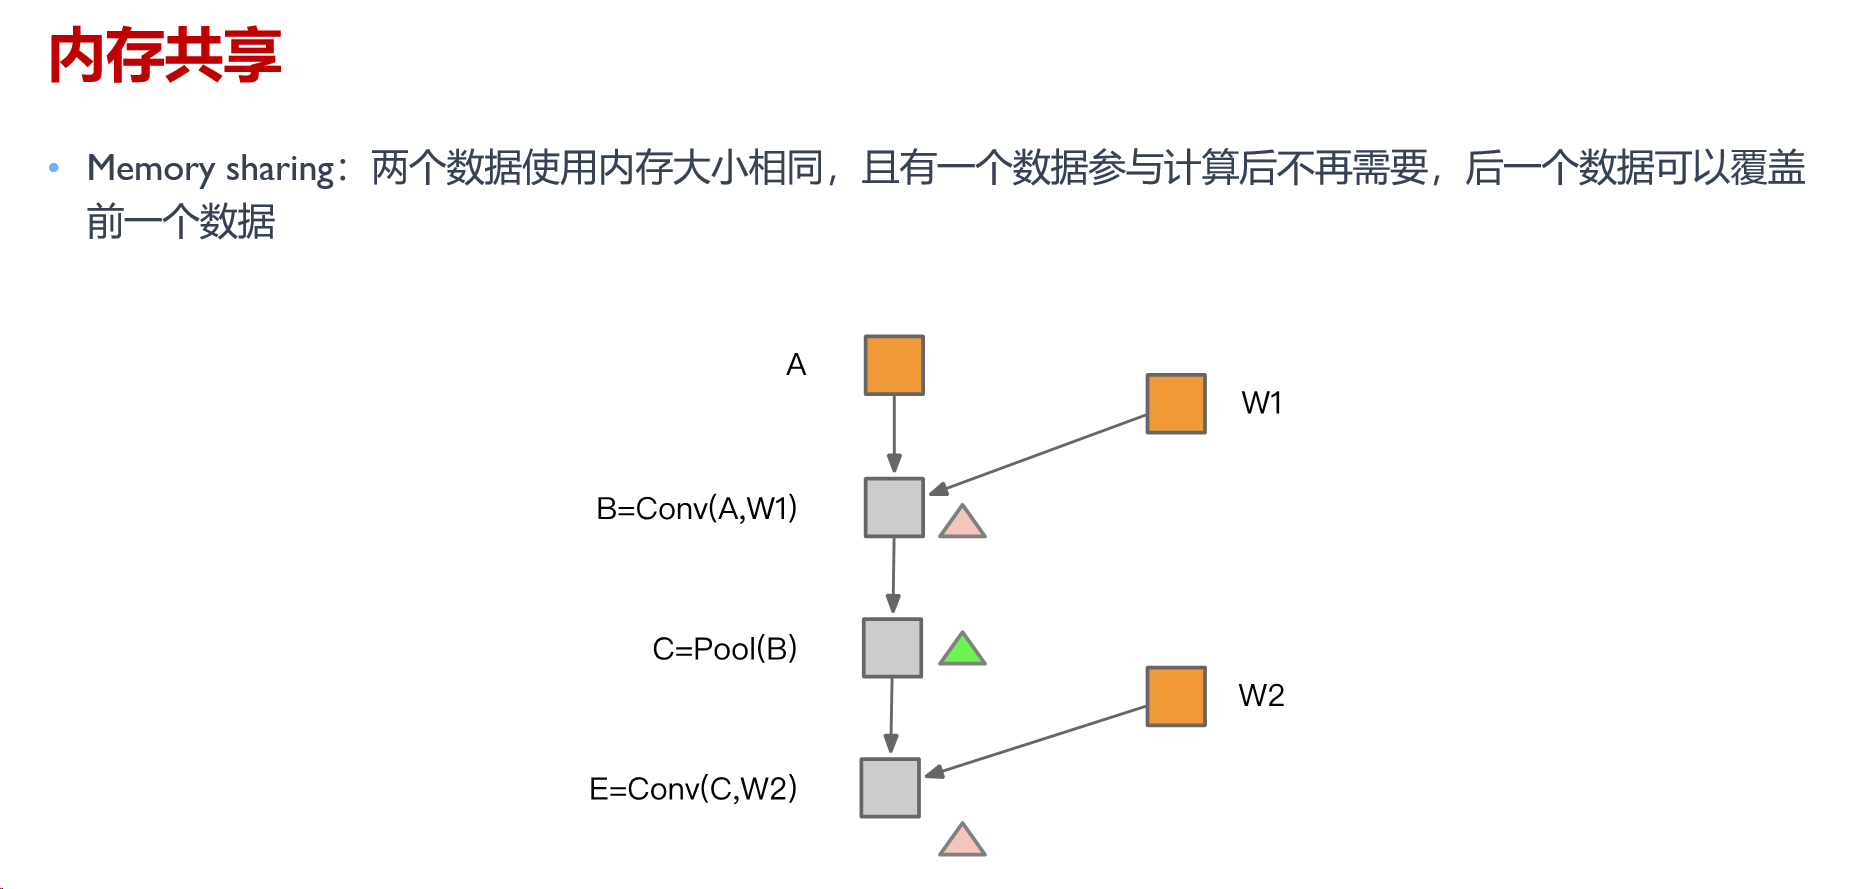 内存共享
• Memory sharing：两个数据使用内存大小相同，且有一个数据参与计算后不再需要，后一个数据可以覆盖
前一个数据
A
W1
B=Conv(A,W1)
C=Pool(B)
W2
E=Conv(C,W2)